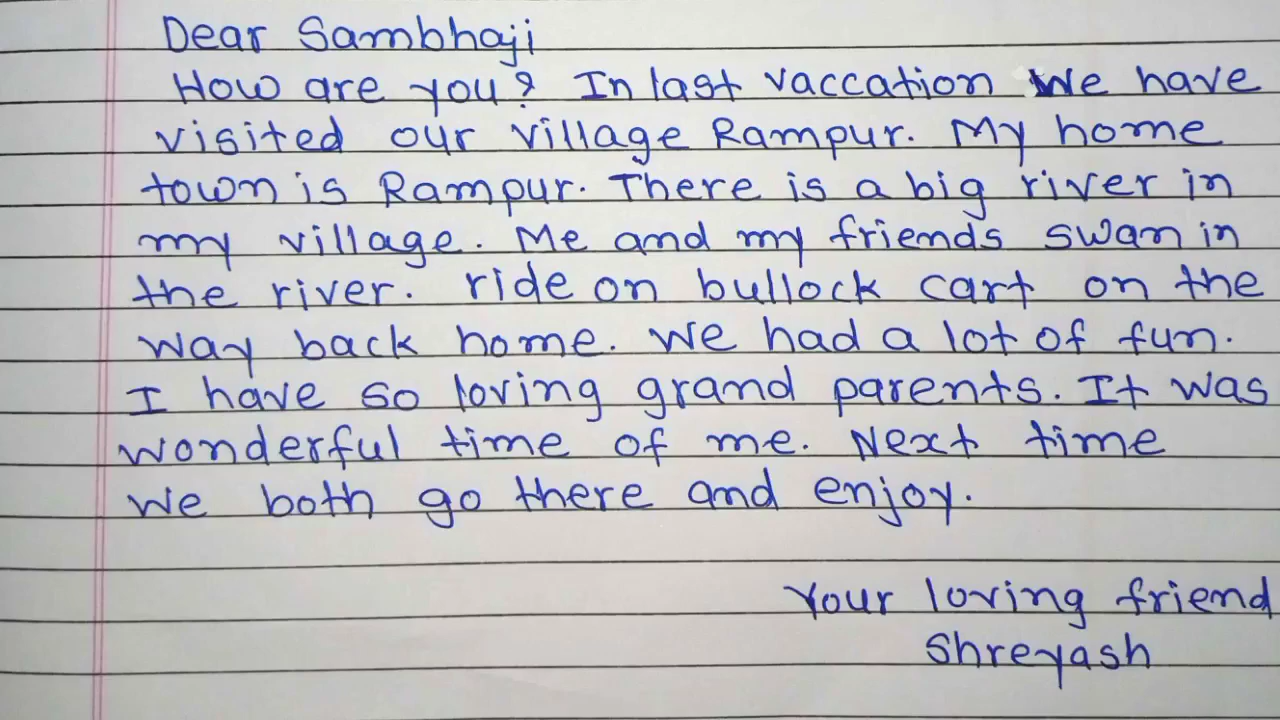 Dear Sambhaji
How are you? In last vaccation We have
visited our village Rampur. My home
town is Rampur. There is a big river in
my village. Me and my friends swam in
the river. ride on bullock cart on the
way back home. We had a lot of fun.
I have so loving grand parents. It was
wonderful time of me. Next time
We both go there and enjoy.
Your loving friend
Shreyash